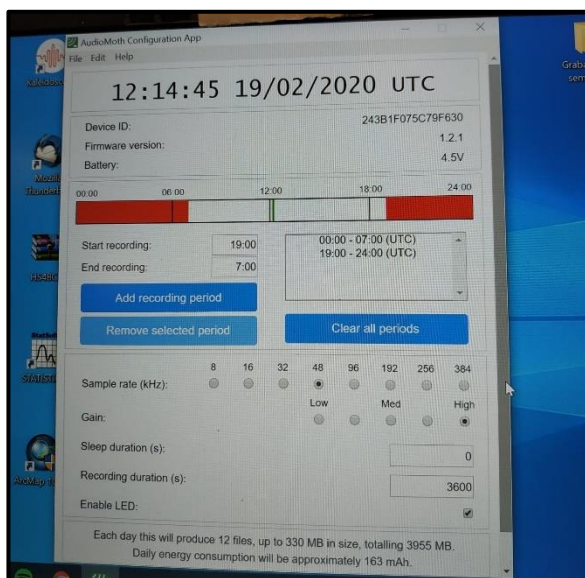 AudioMoth Configuration App
File Edit Help
12:14:45 19/02/2020 UTC
Device ID: 243B1F075C79F630
Firmware version: 1.2.1
Battery: 4.5V
00:00 06:00 12:00 18:00 24:00
Start recording: 19:00
End recording: 7:00
00:00 - 07:00 (UTC)
19:00 - 24:00 (UTC)
Add recording period
Remove selected period
Clear all periods
8 16 32 48 96 192 256 384
Sample rate (kHz):
Low Med High
Gain:
Sleep duration (s): 0
Recording duration (s): 3600
Enable LED:
Each day this will produce 12 files, up to 330 MB in size, totalling 3955 MB.
Daily energy consumption will be approximately 163 mAh.
Mozilla